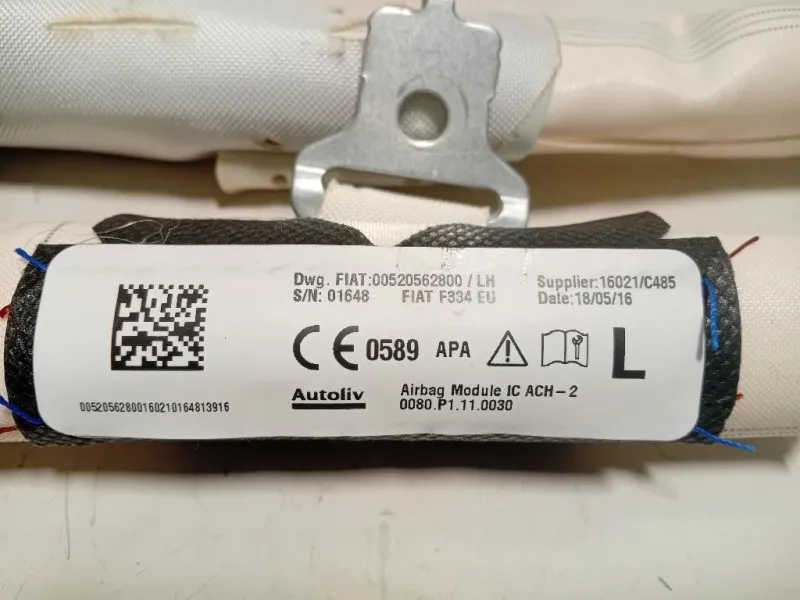 Dwg. FIAT:00520562800 / LH
Supplier:16021/C485
S/N: 01648 FIAT F334 EU
Date:18/05/16
CE 0589 APA
L
Autoliv
Airbag Module IC ACH-2
0080.P1.11.0030
00520562800160210164813916